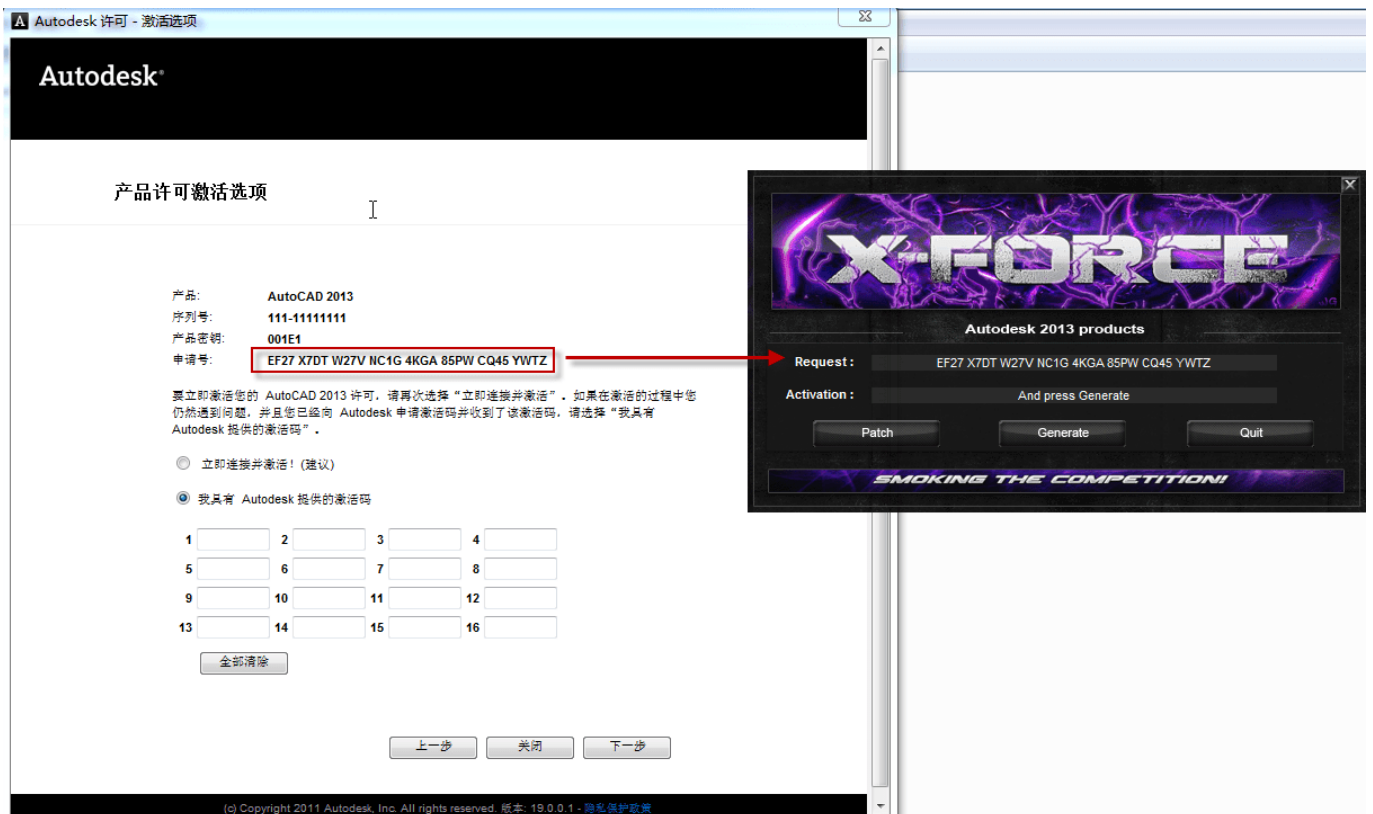 Autodesk 许可 - 激活选项
Autodesk
产品许可激活选项
产品: AutoCAD 2013
序列号: 111-11111111
产品密钥: 001E1
申请号: EF27 X7DT W27V NC1G 4KGA 85PW CQ45 YWTZ
要立即激活您的 AutoCAD 2013 许可，请再次选择“立即连接并激活”。如果在激活的过程中您
仍然遇到问题，并且您已经向 Autodesk 申请激活码并收到了该激活码，请选择“我具有
Autodesk 提供的激活码”。
立即连接并激活! (建议)
我具有 Autodesk 提供的激活码
1 2 3 4
5 6 7 8
9 10 11 12
13 14 15 16
全部清除
上一步 关闭 下一步
(c) Copyright 2011 Autodesk, Inc. All rights reserved. 版本: 19.0.0.1 - 隐私保护政策
X-FORCE
Autodesk 2013 products
Request : EF27 X7DT W27V NC1G 4KGA 85PW CQ45 YWTZ
Activation : And press Generate
Patch Generate Quit
SMOKING THE COMPETITION!